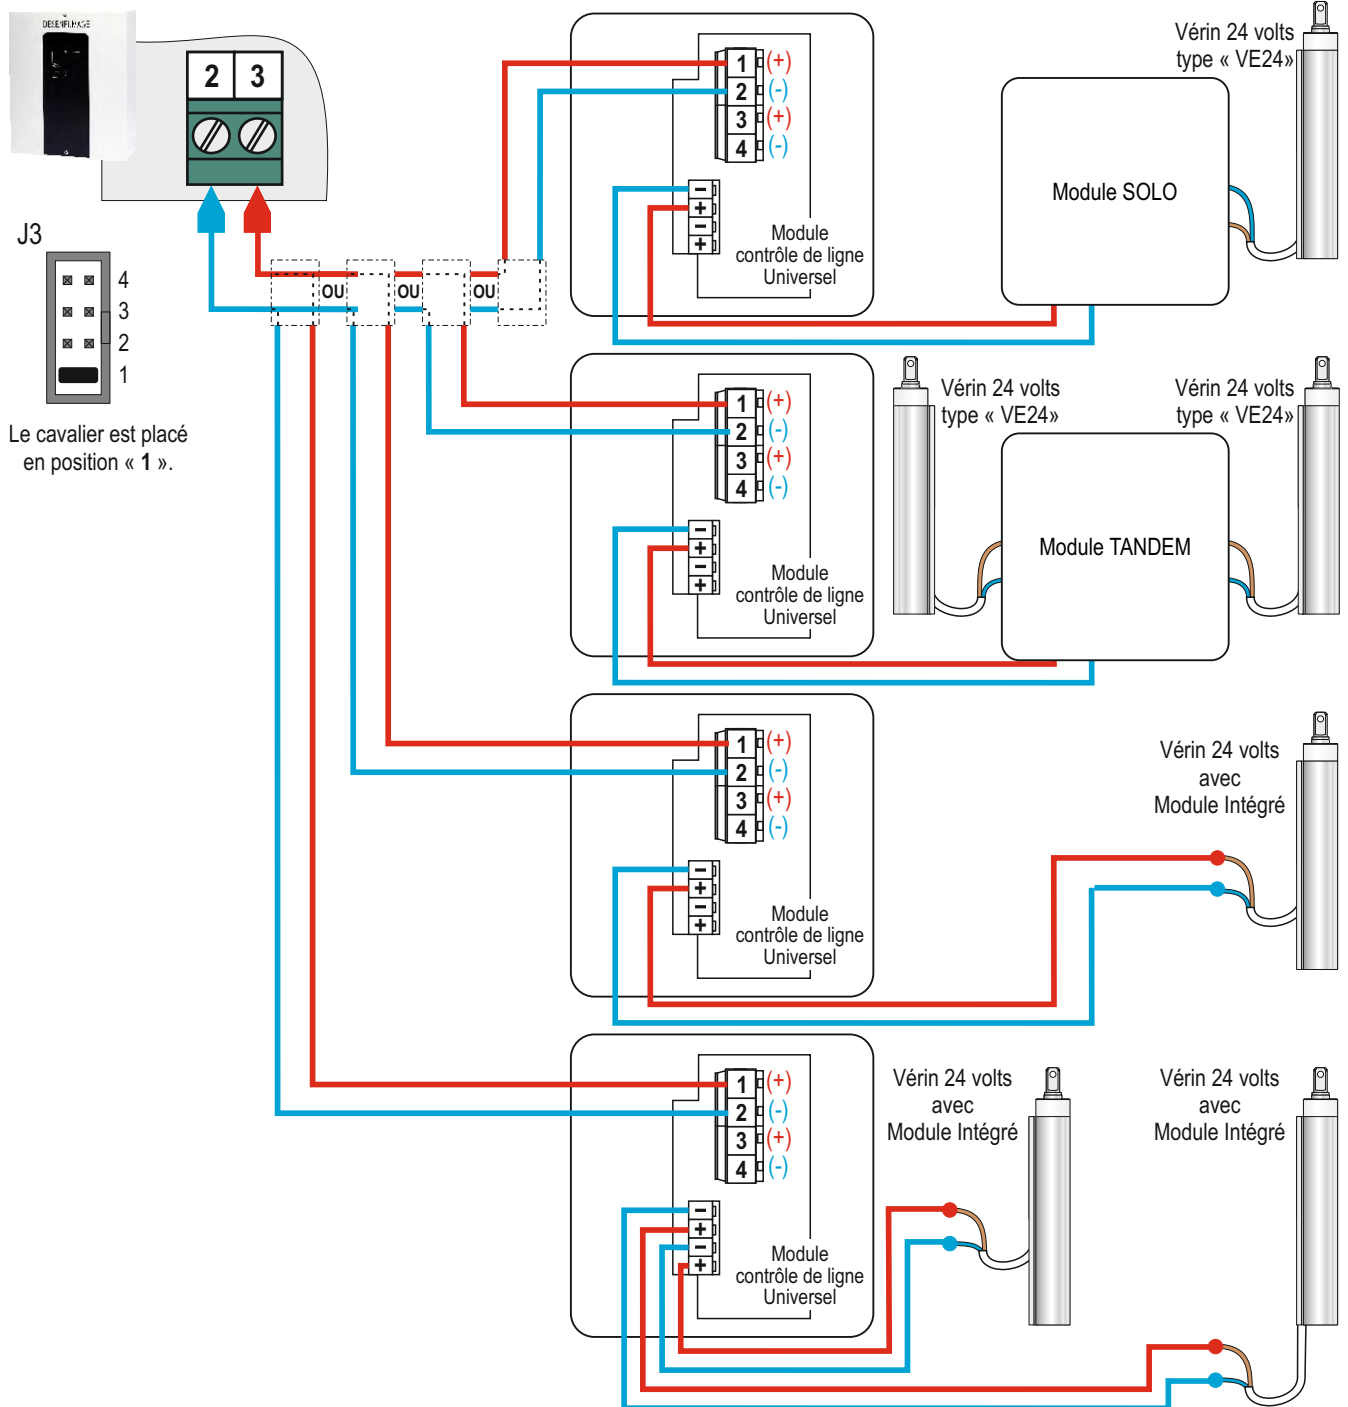 DESENFUMAGE
2 3
J3
4
3
2
1
Le cavalier est placé
en position « 1 ».
OU OU OU
1 (+)
2 (-)
3 (+)
4 (-)
−
+
−
+
Module
contrôle de ligne
Universel
Module SOLO
Vérin 24 volts
type « VE24»
1 (+)
2 (-)
3 (+)
4 (-)
−
+
−
+
Module
contrôle de ligne
Universel
Vérin 24 volts
type « VE24»
Module TANDEM
Vérin 24 volts
type « VE24»
1 (+)
2 (-)
3 (+)
4 (-)
−
+
−
+
Module
contrôle de ligne
Universel
Vérin 24 volts
avec
Module Intégré
1 (+)
2 (-)
3 (+)
4 (-)
−
+
−
+
Module
contrôle de ligne
Universel
Vérin 24 volts
avec
Module Intégré
Vérin 24 volts
avec
Module Intégré